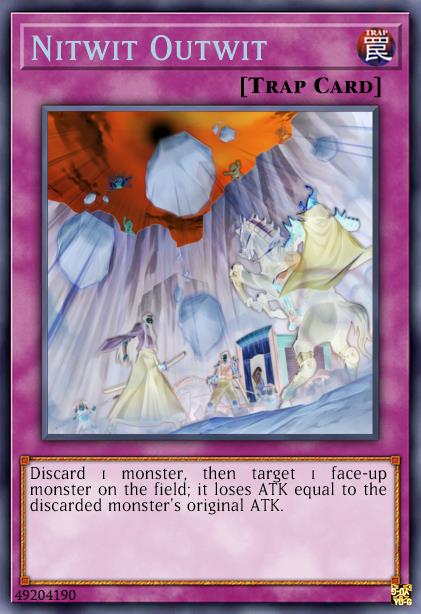 Nitwit Outwit
TRAP
罠
[Trap Card]
Discard 1 monster, then target 1 face-up
monster on the field; it loses ATK equal to the
discarded monster's original ATK.
49204190